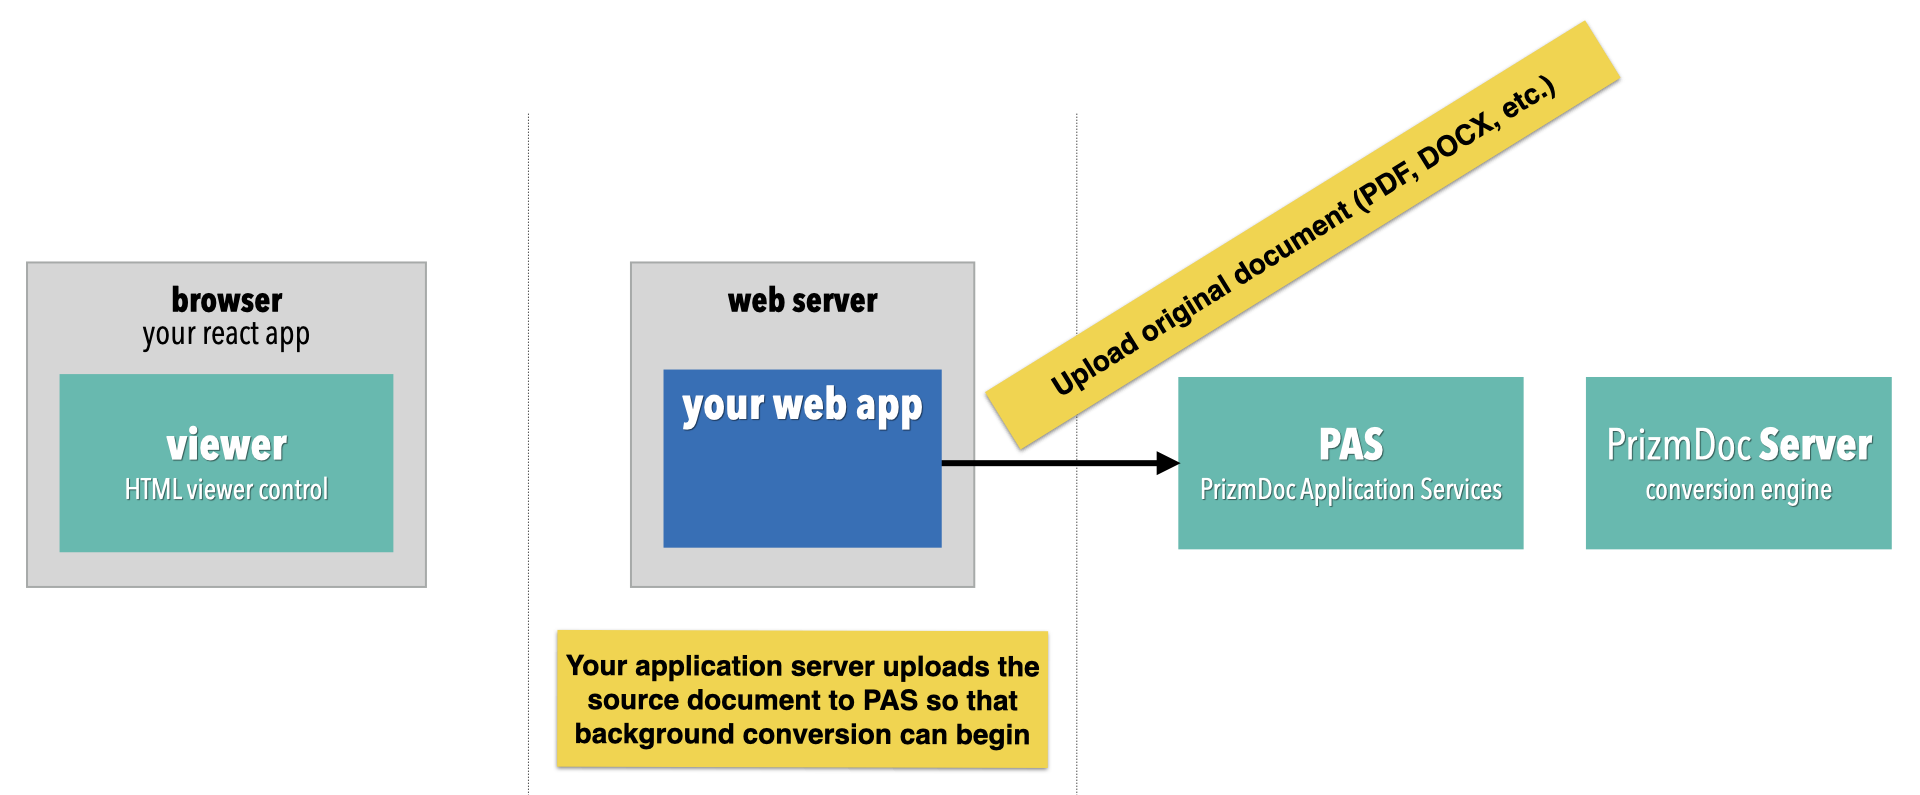 Upload original document (PDF, DOCX, etc.)
browser
your react app
viewer
HTML viewer control
web server
your web app
PAS
PrizmDoc Application Services
PrizmDoc Server
conversion engine
Your application server uploads the
source document to PAS so that
background conversion can begin